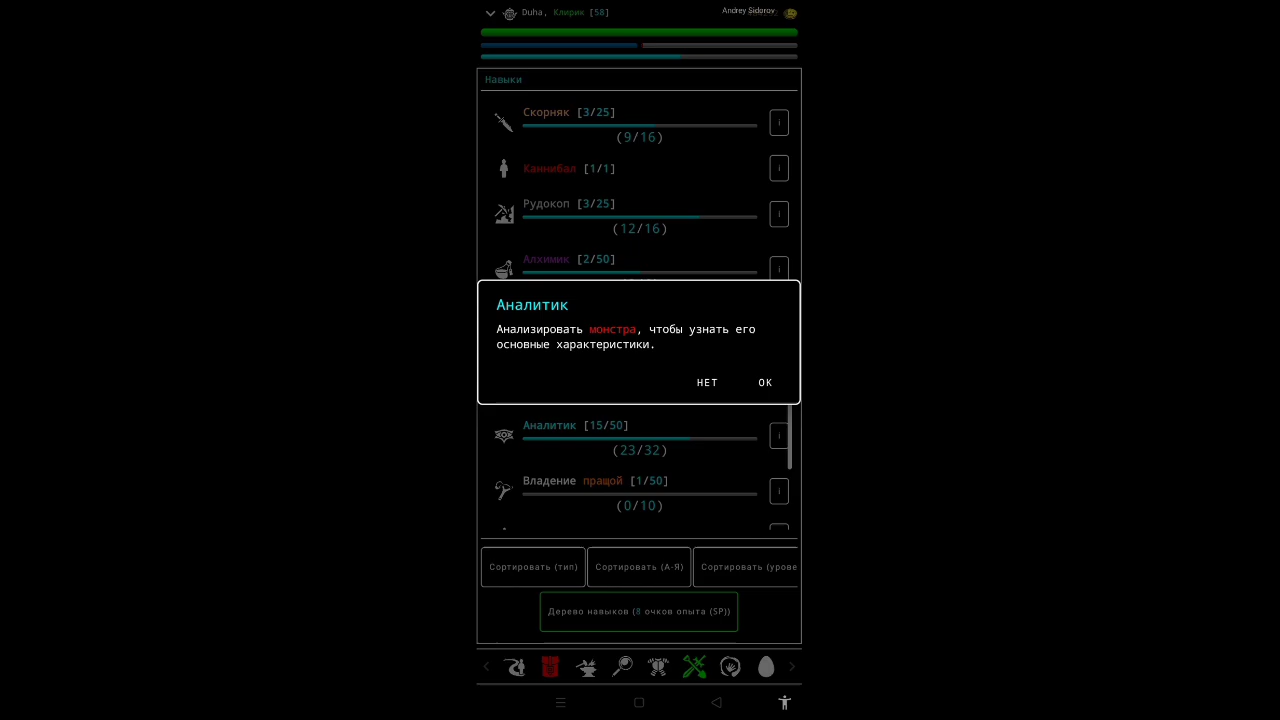 Duha, Клирик [58]
Andrey Sidorov
Навыки
Скорняк [3/25]
(9/16)
i
Каннибал [1/1]
i
Рудокоп [3/25]
(12/16)
i
Алхимик [2/50]
i
Аналитик
Анализировать монстра, чтобы узнать его
основные характеристики.
НЕТ OK
Аналитик [15/50]
(23/32)
i
Владение пращой [1/50]
(0/10)
i
Сортировать (тип) Сортировать (А-Я) Сортировать (урове
Дерево навыков (8 очков опыта (SP))